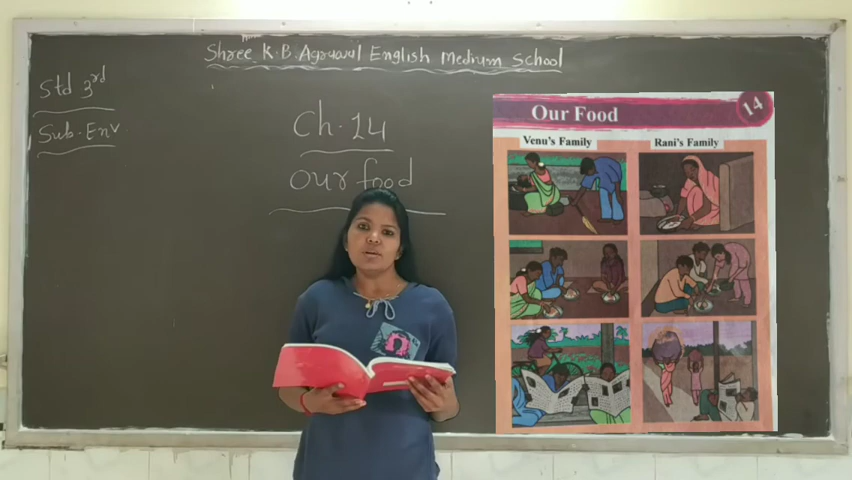 Shree K.B. Agrawal English Medium School
Std 3rd
Sub-Env.
Ch. 14
Our food
Our Food
14
Venu's Family
Rani's Family